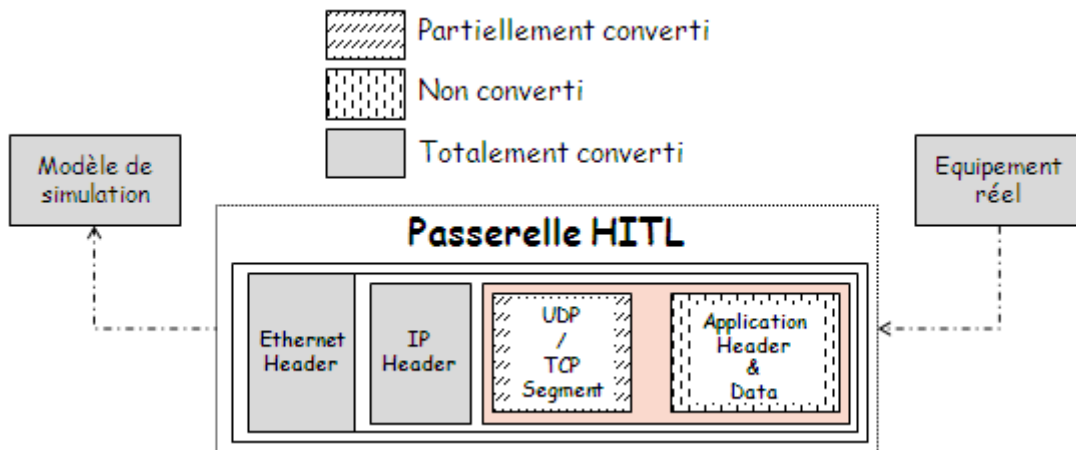 Partiellement converti
Non converti
Totalement converti
Modèle de
simulation
Equipement
réel
Passerelle HITL
Ethernet
Header
IP
Header
UDP
/
TCP
Segment
Application
Header
&
Data